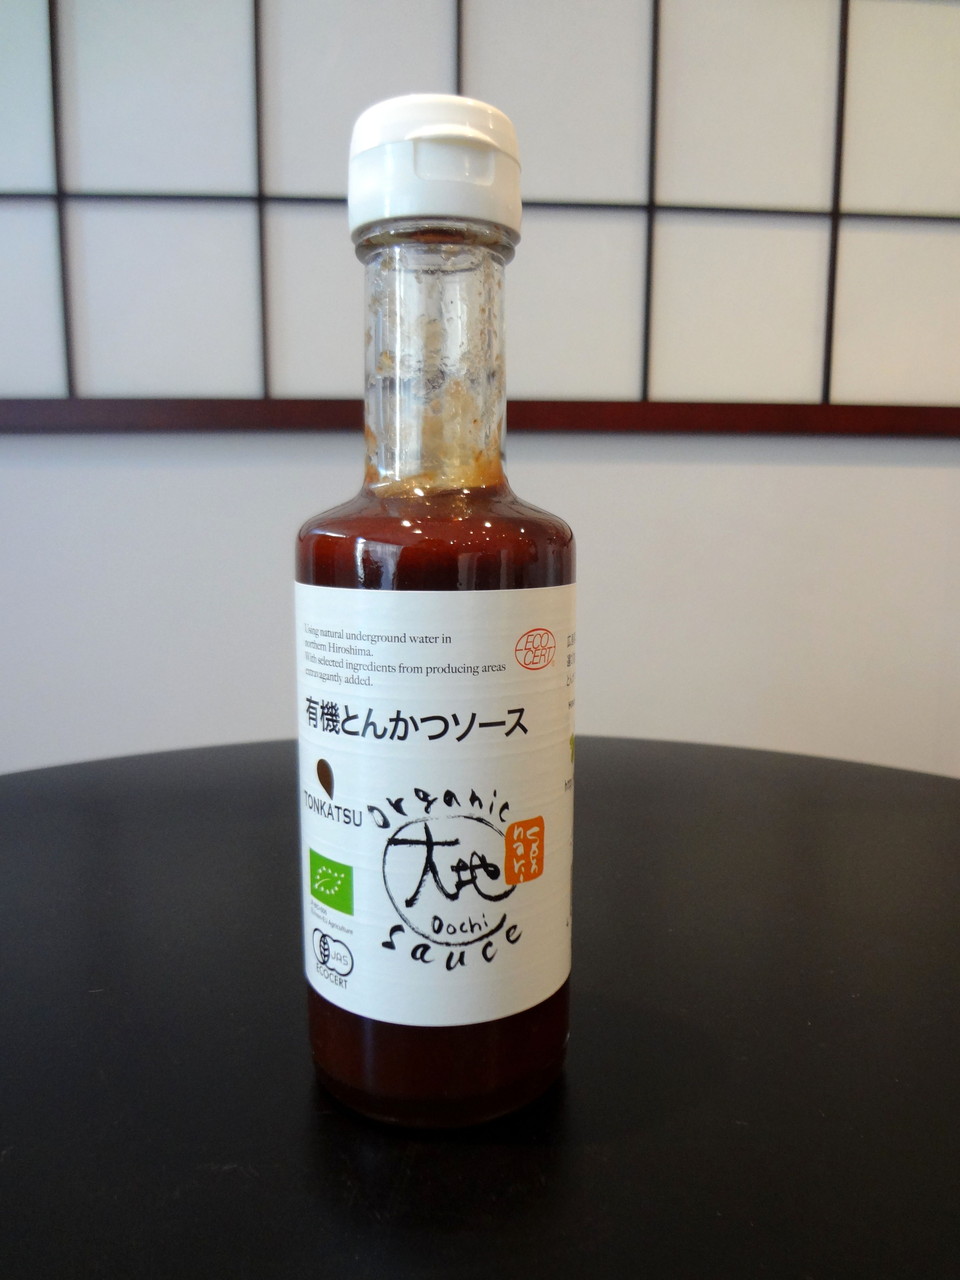 Using natural underground water in
northern Hiroshima.
With selected ingredients from producing areas
extravagantly added.
ECO
CERT
有機とんかつソース
TONKATSU
Organic
大地
Oochi
Sauce
JAS
ECOCERT